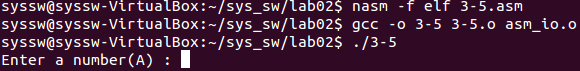 syssw@syssw-VirtualBox:~/sys_sw/lab02$ nasm -f elf 3-5.asm
syssw@syssw-VirtualBox:~/sys_sw/lab02$ gcc -o 3-5 3-5.o asm_io.o
syssw@syssw-VirtualBox:~/sys_sw/lab02$ ./3-5
Enter a number(A) :